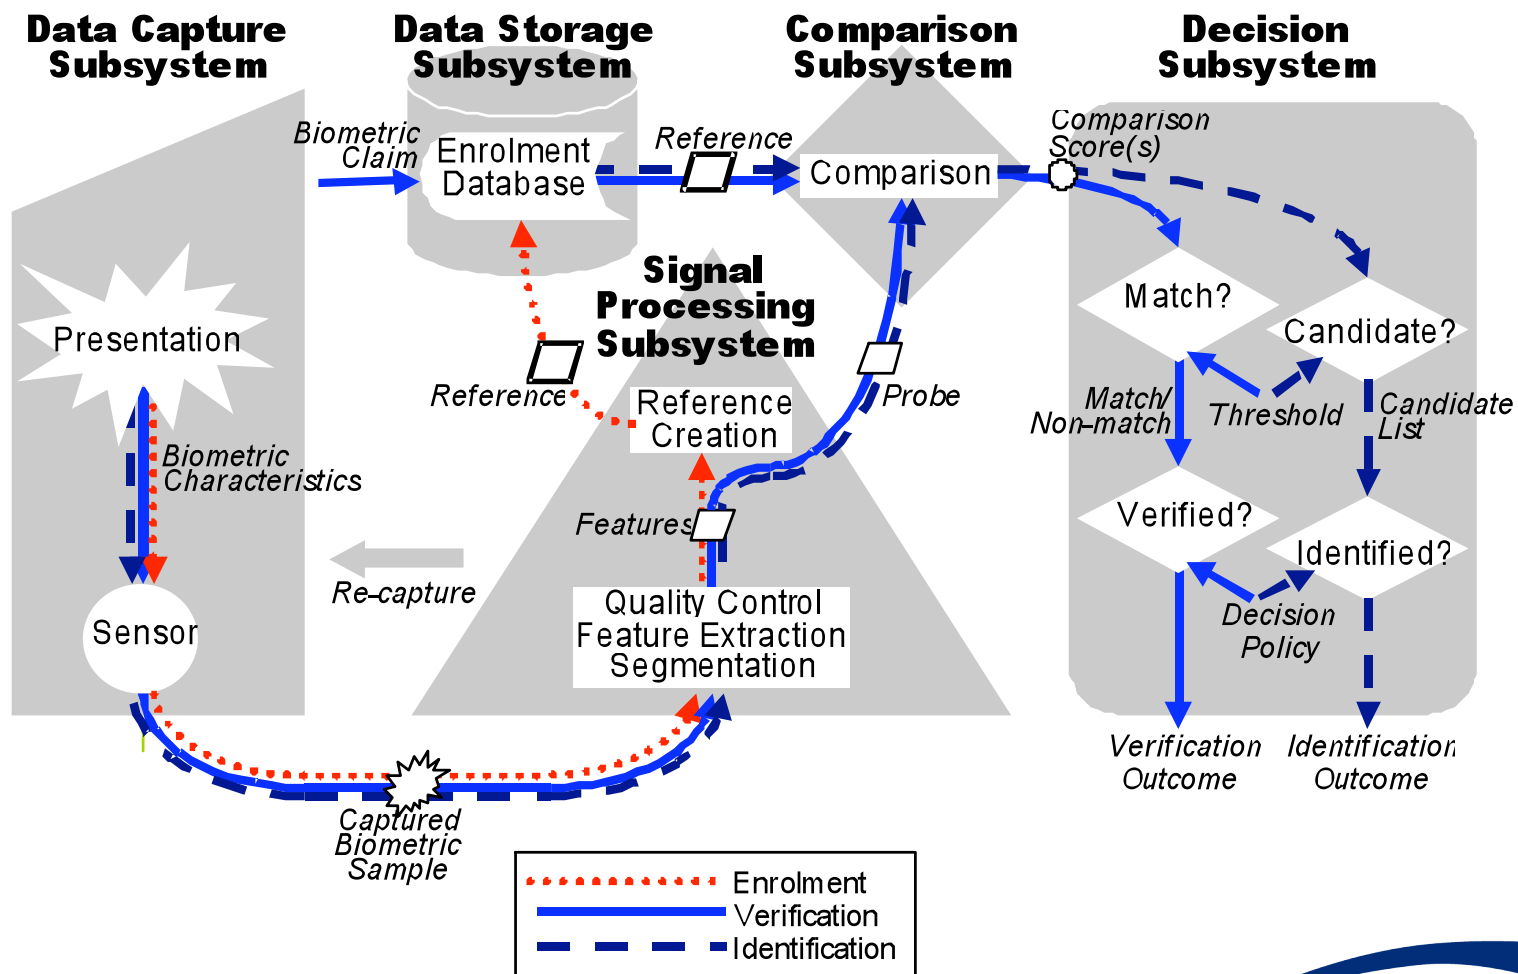 Data Capture
Subsystem
Data Storage
Subsystem
Comparison
Subsystem
Decision
Subsystem
Biometric
Claim
Enrolment
Database
Reference
Comparison
Comparison
Score(s)
Signal
Processing
Subsystem
Presentation
Match?
Candidate?
Reference
Reference
Creation
Probe
Match/
Non-match
Threshold
Candidate
List
Biometric
Characteristics
Features
Verified?
Identified?
Re-capture
Sensor
Quality Control
Feature Extraction
Segmentation
Decision
Policy
Verification
Outcome
Identification
Outcome
Captured
Biometric
Sample
Enrolment
Verification
Identification